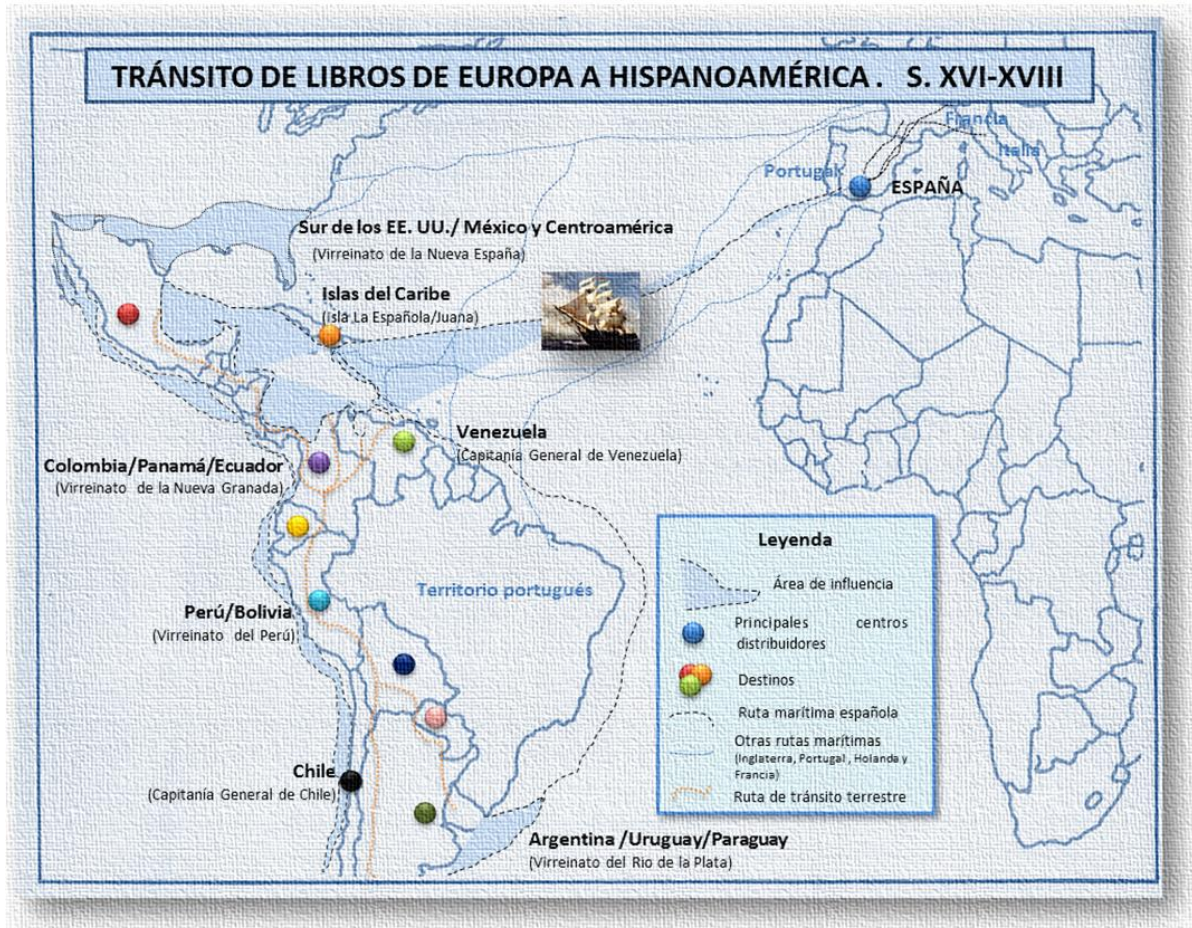 TRÁNSITO DE LIBROS DE EUROPA A HISPANOAMÉRICA . S. XVI-XVIII
Francia
Italia
Portugal
ESPAÑA
Sur de los EE. UU./ México y Centroamérica
(Virreinato de la Nueva España)
Islas del Caribe
(Isla La Española/Juana)
Venezuela
(Capitanía General de Venezuela)
Colombia/Panamá/Ecuador
(Virreinato de la Nueva Granada)
Territorio portugués
Perú/Bolivia
(Virreinato del Perú)
Chile
(Capitanía General de Chile)
Argentina /Uruguay/Paraguay
(Virreinato del Rio de la Plata)
Leyenda
Área de influencia
Principales centros
distribuidores
Destinos
Ruta marítima española
Otras rutas marítimas
(Inglaterra, Portugal , Holanda y
Francia)
Ruta de tránsito terrestre